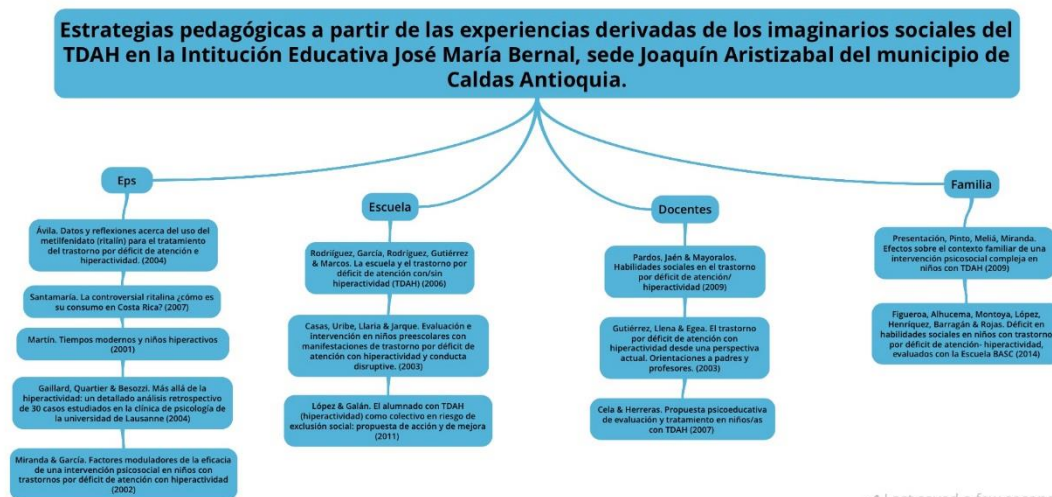 Estrategias pedagógicas a partir de las experiencias derivadas de los imaginarios sociales del
TDAH en la Intitución Educativa José María Bernal, sede Joaquín Aristizabal del municipio de
Caldas Antioquia.
Eps
Ávila. Datos y reflexiones acerca del uso del
metilfenidato (ritalín) para el tratamiento
del trastorno por déficit de atención e
hiperactividad. (2004)
Santamaría. La controversial ritalina ¿cómo es
su consumo en Costa Rica? (2007)
Martín. Tiempos modernos y niños hiperactivos
(2001)
Gaillard, Quartier & Besozzi. Más allá de la
hiperactividad: un detallado análisis retrospectivo
de 30 casos estudiados en la clínica de psicología de
la universidad de Lausanne (2004)
Miranda & García. Factores moduladores de la eficacia
de una intervención psicosocial en niños con
trastornos por déficit de atención con hiperactividad
(2002)
Escuela
Rodriíguez, García, Rodríguez, Gutiérrez
& Marcos. La escuela y el trastorno por
déficit de atención con/sin
hiperactividad (TDAH) (2006)
Casas, Uribe, Llaria & Jarque. Evaluación e
intervención en niños preescolares con
manifestaciones de trastorno por déficit de
atención con hiperactividad y conducta
disruptive. (2003)
López & Galán. El alumnado con TDAH
(hiperactividad) como colectivo en riesgo de
exclusión social: propuesta de acción y de mejora
(2011)
Docentes
Pardos, Jaén & Mayoralos.
Habilidades sociales en el trastorno
por déficit de atención/
hiperactividad (2009)
Gutiérrez, Llena & Egea. El trastorno
por déficit de atención con
hiperactividad desde una perspectiva
actual. Orientaciones a padres y
profesores. (2003)
Cela & Herreras. Propuesta psicoeducativa
de evaluación y tratamiento en niños/as
con TDAH (2007)
Familia
Presentación, Pinto, Meliá, Miranda.
Efectos sobre el contexto familiar de una
intervención psicosocial compleja en
niños con TDAH (2009)
Figueroa, Alhucema, Montoya, López,
Henríquez, Barragán & Rojas. Déficit en
habilidades sociales en niños con trastorno
por déficit de atención- hiperactividad,
evaluados con la Escuela BASC (2014)